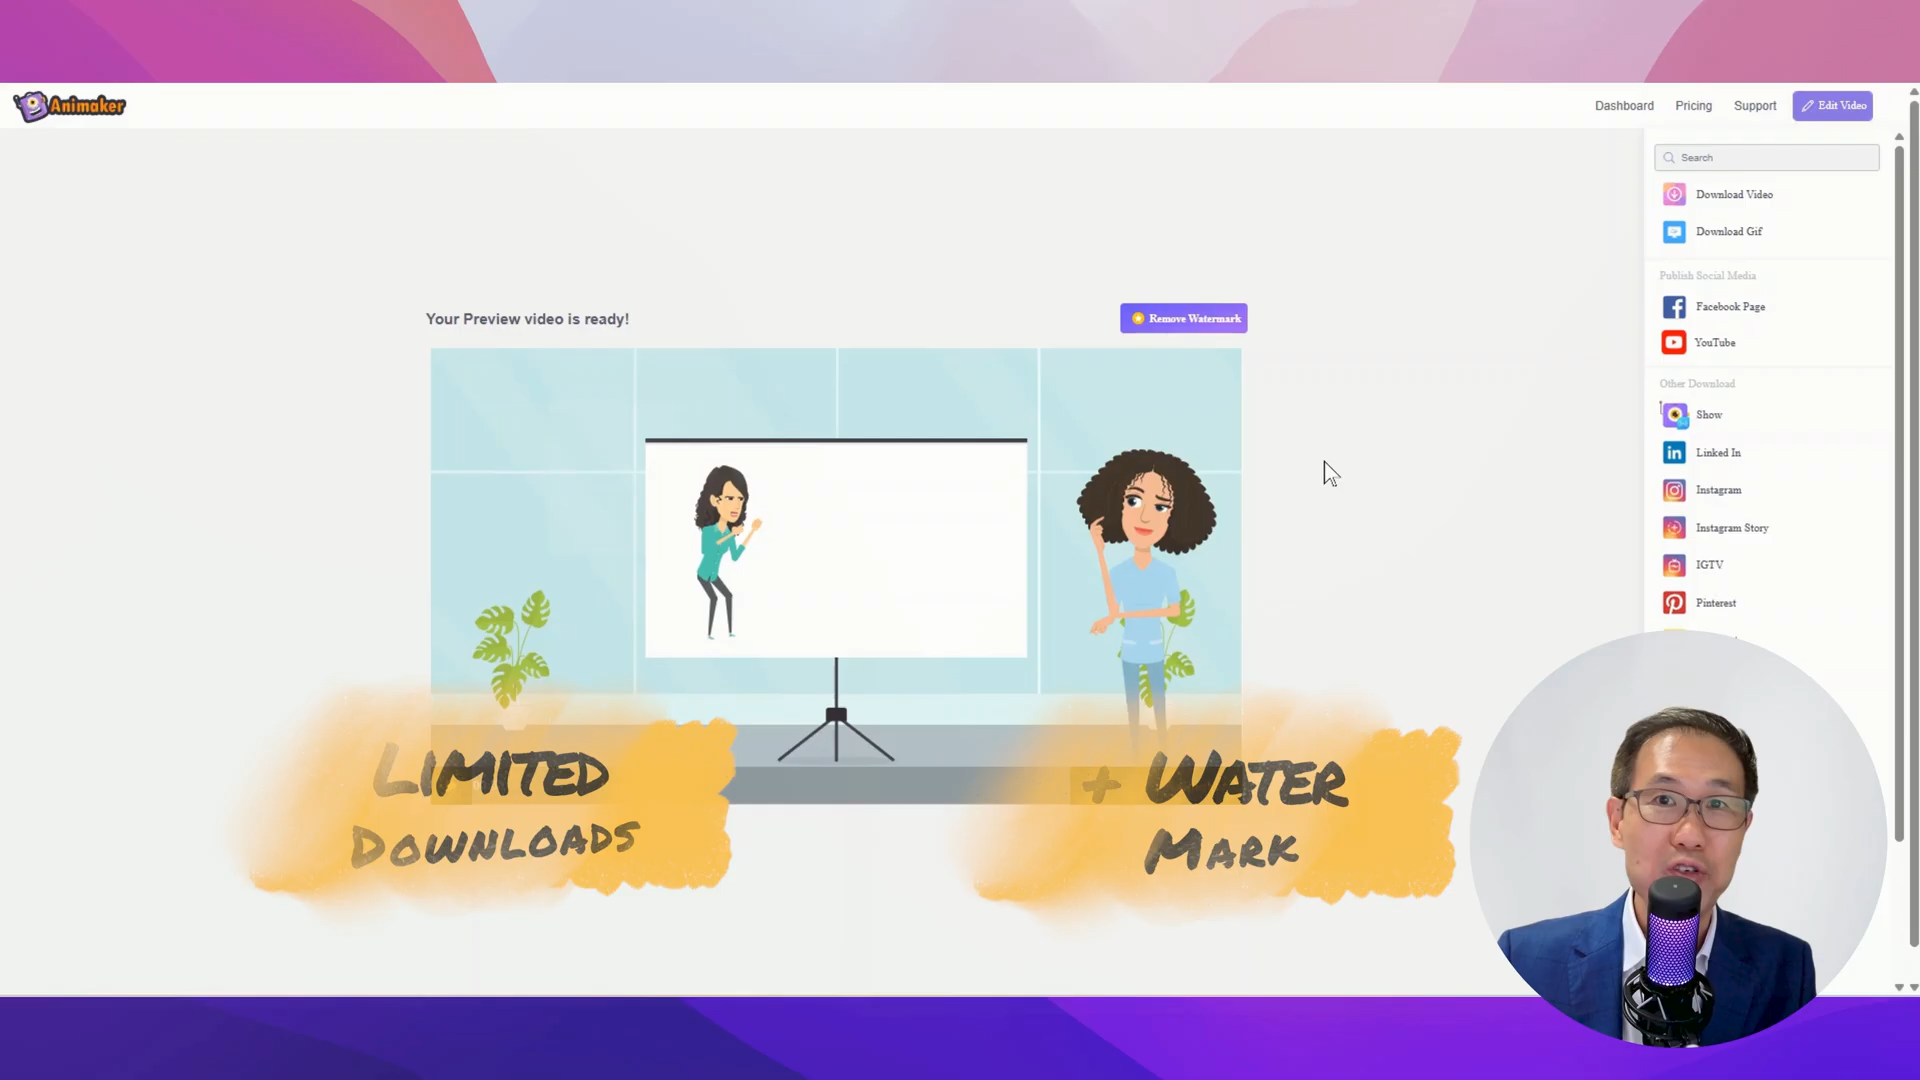 Animaker
Dashboard
Pricing
Support
Edit Video
Search
Download Video
Download Gif
Publish Social Media
Facebook Page
YouTube
Other Download
Show
Linked In
Instagram
Instagram Story
IGTV
Pinterest
Your Preview video is ready!
Remove Watermark
LIMITED
DOWNLOADS
+ WATER
MARK